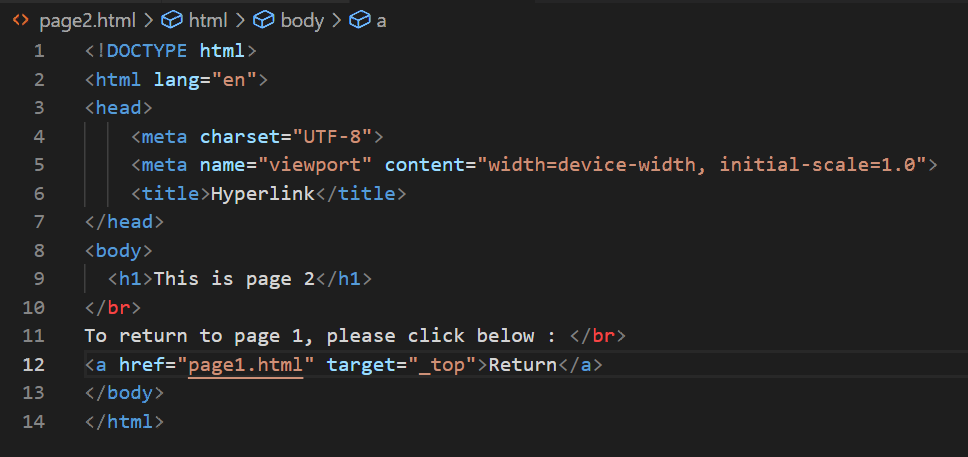 page2.html > html > body > a
1 <!DOCTYPE html>
2 <html lang="en">
3 <head>
4 <meta charset="UTF-8">
5 <meta name="viewport" content="width=device-width, initial-scale=1.0">
6 <title>Hyperlink</title>
7 </head>
8 <body>
9 <h1>This is page 2</h1>
10 </br>
11 To return to page 1, please click below : </br>
12 <a href="page1.html" target="_top">Return</a>
13 </body>
14 </html>